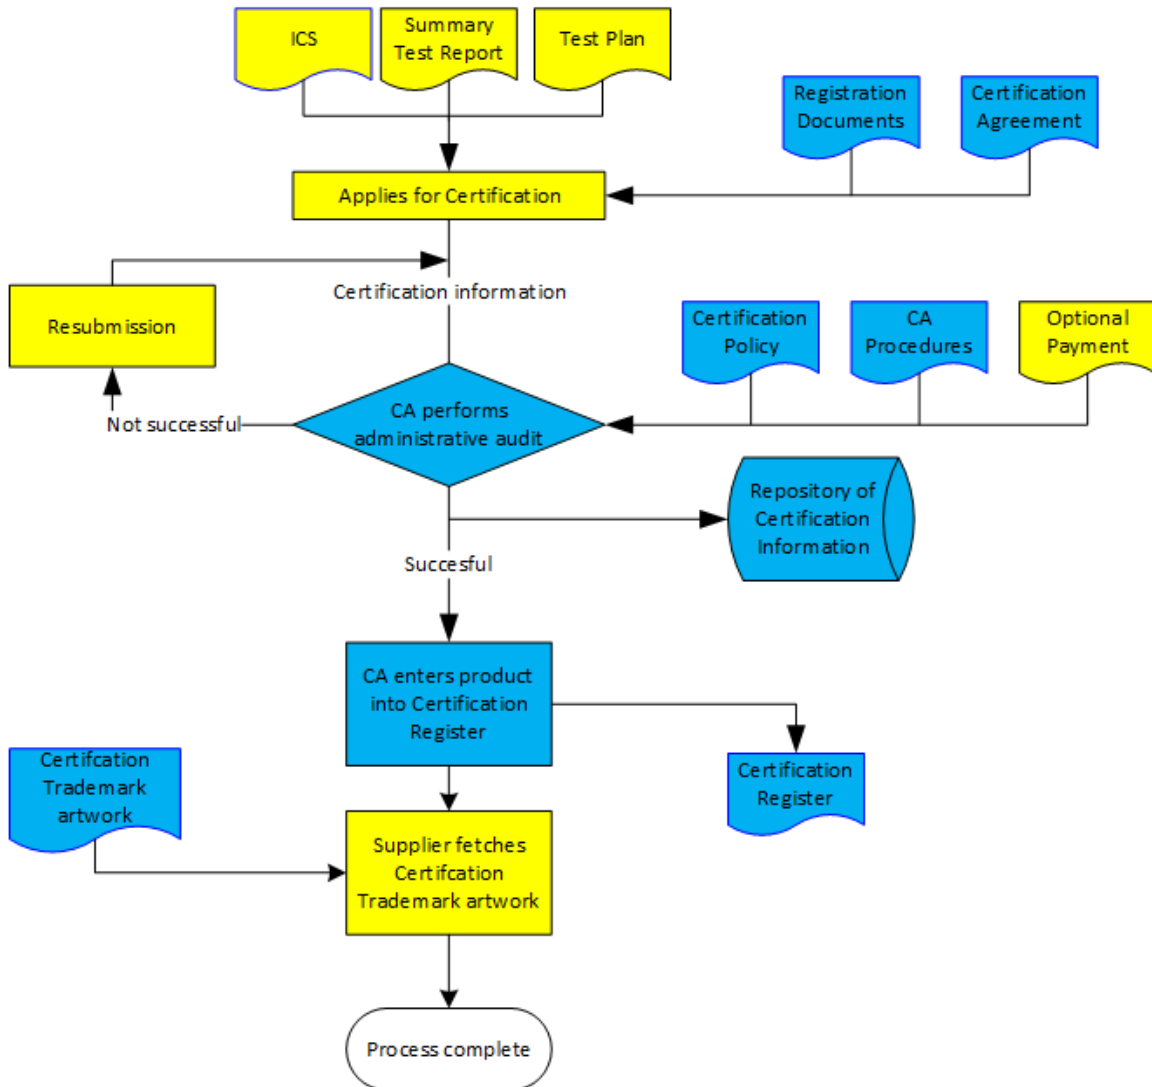 ICS
Summary
Test Report
Test Plan
Registration
Documents
Certification
Agreement
Applies for Certification
Certification information
Resubmission
Certification
Policy
CA
Procedures
Optional
Payment
Not successful
CA performs
administrative audit
Repository of
Certification
Information
Succesful
CA enters product
into Certification
Register
Certifcation
Trademark
artwork
Certification
Register
Supplier fetches
Certifcation
Trademark artwork
Process complete